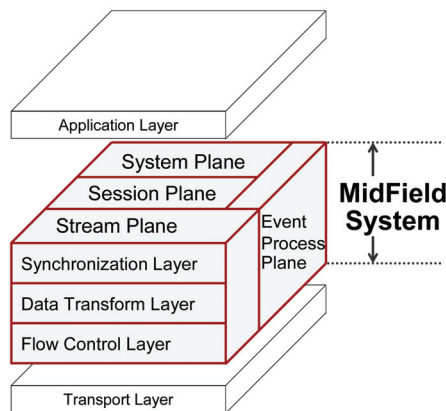 Application Layer
System Plane
Session Plane
Stream Plane
Event
Process
Plane
MidField
System
Synchronization Layer
Data Transform Layer
Flow Control Layer
Transport Layer